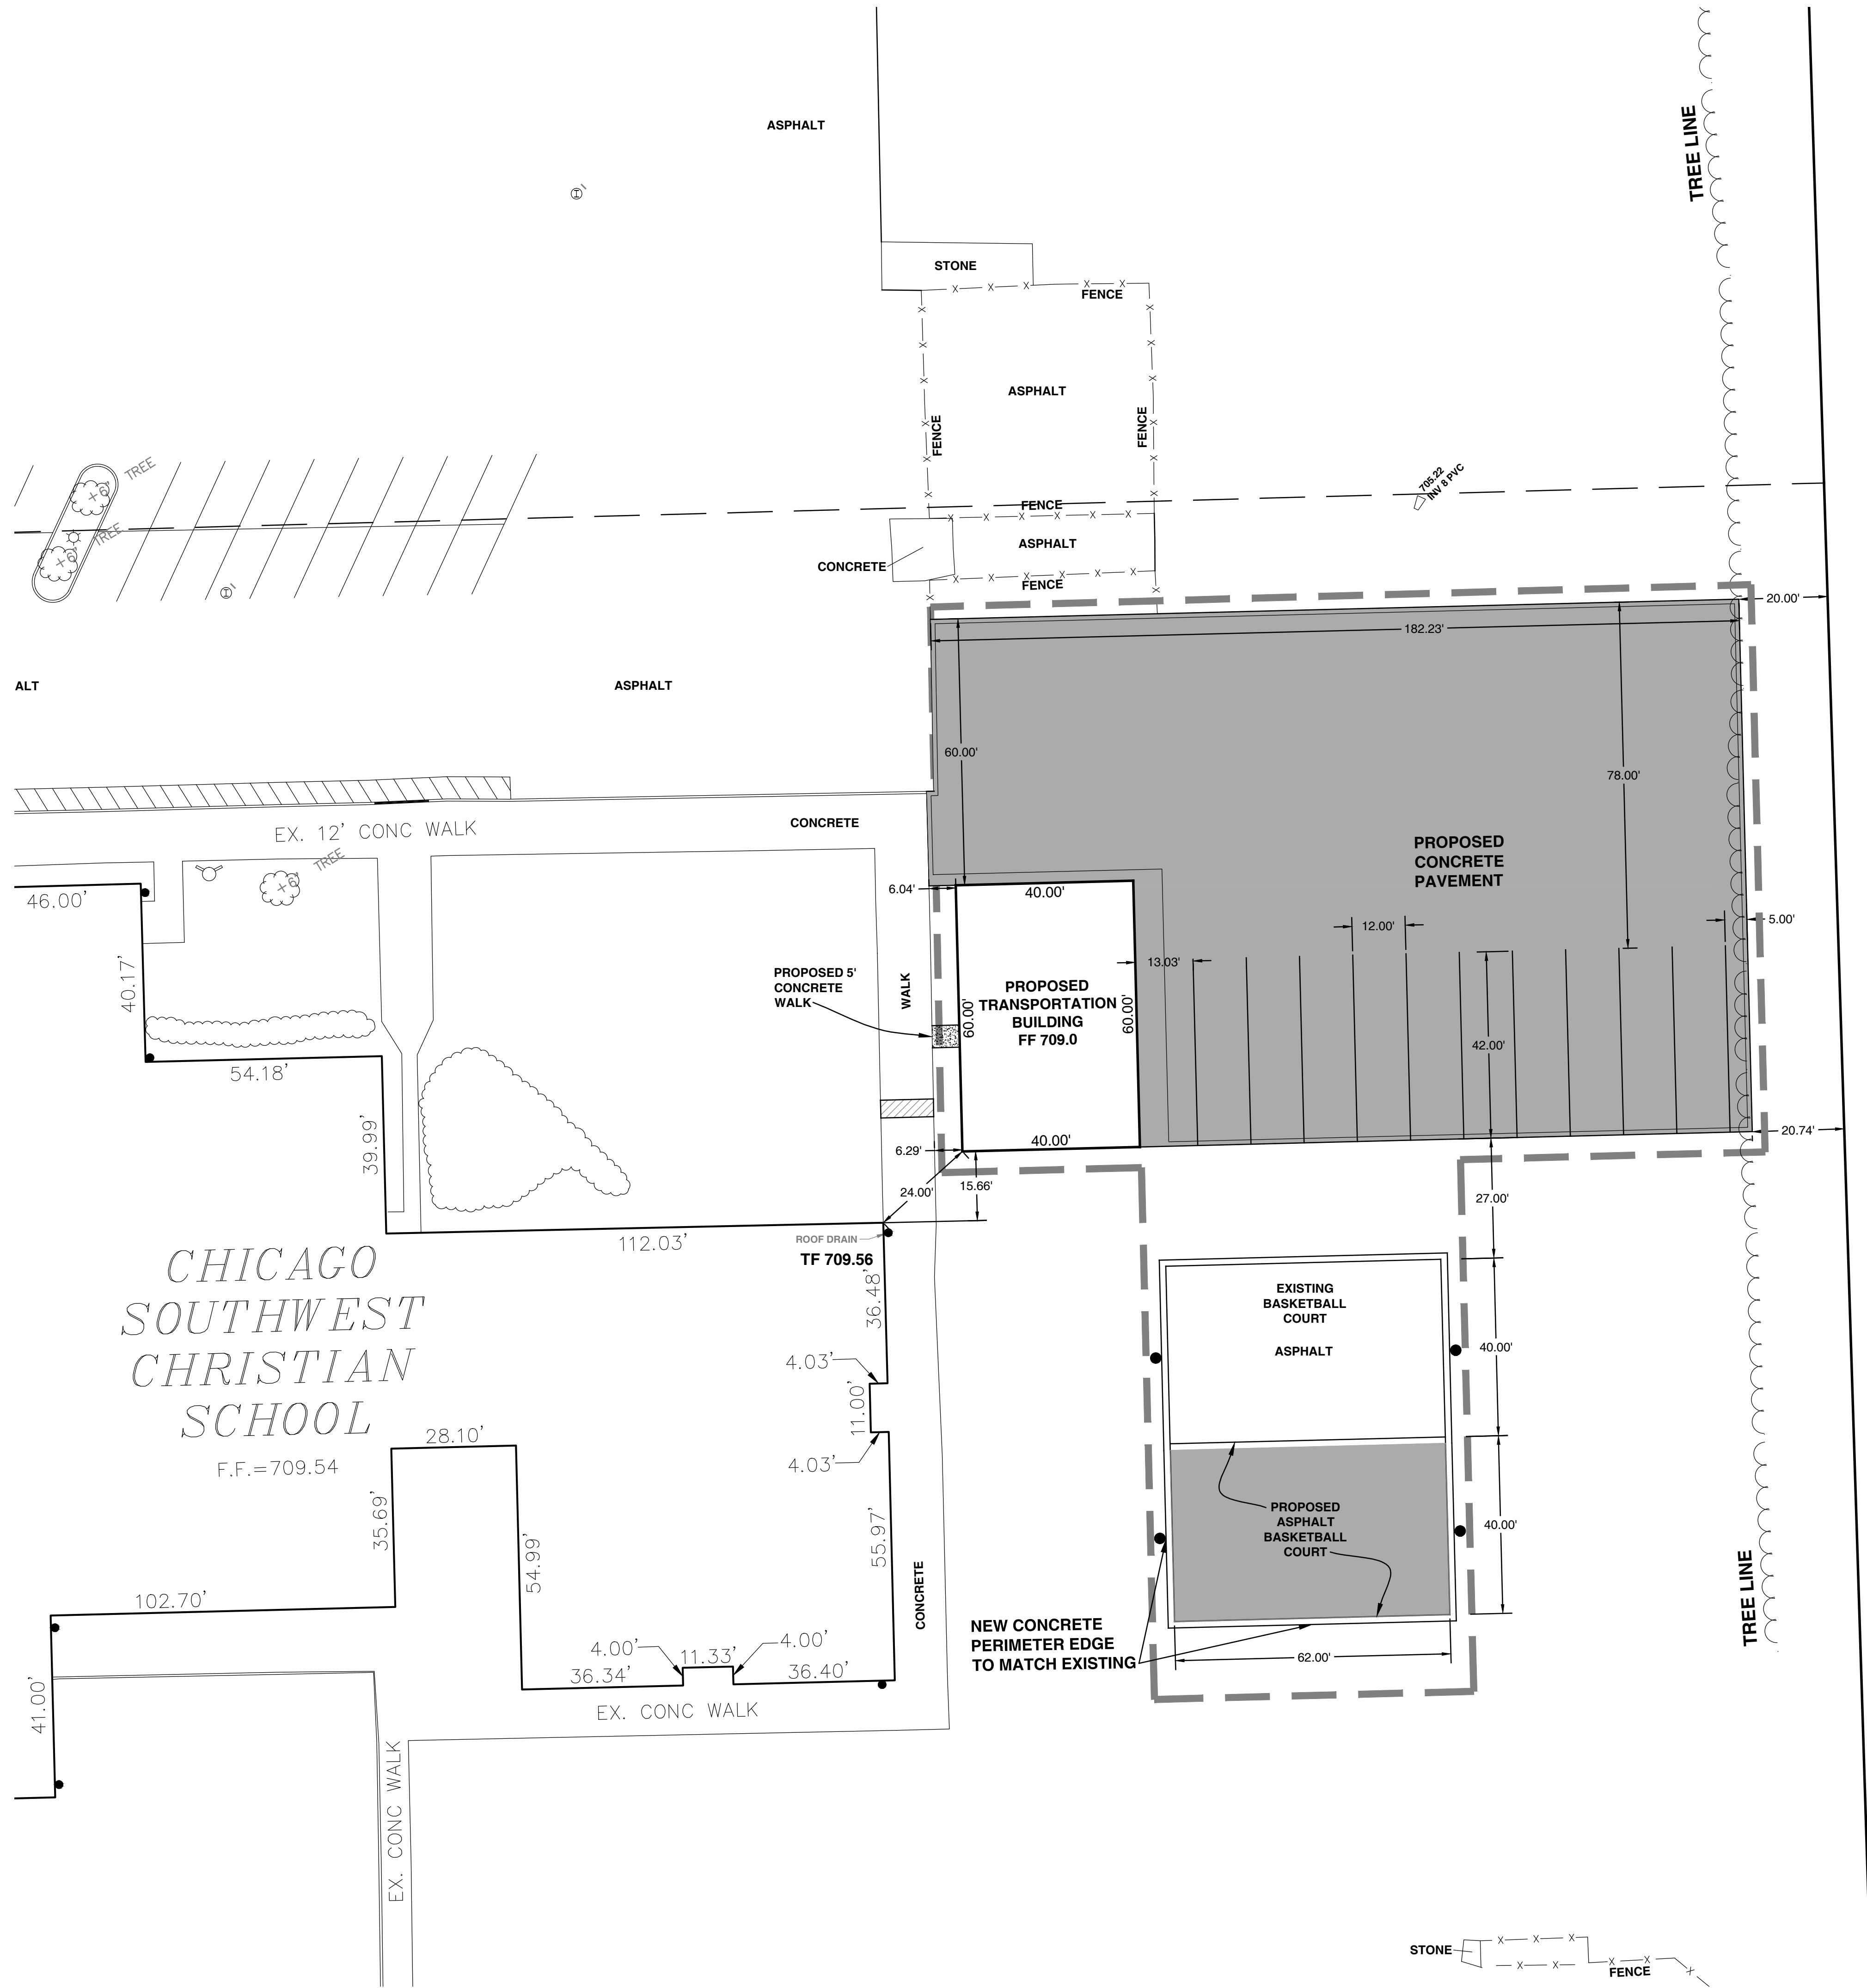 ASPHALT
TREE LINE
STONE
FENCE
ASPHALT
FENCE
FENCE
705.22
INV 8 PVC
+6" TREE
+6" TREE
FENCE
ASPHALT
CONCRETE
FENCE
20.00'
182.23'
ALT
ASPHALT
60.00'
78.00'
EX. 12' CONC WALK
CONCRETE
PROPOSED
CONCRETE
PAVEMENT
+6" TREE
46.00'
6.04'
40.00'
12.00'
5.00'
40.17'
13.03'
PROPOSED 5'
CONCRETE
WALK
WALK
60.00'
PROPOSED
TRANSPORTATION
BUILDING
FF 709.0
60.00'
42.00'
54.18'
39.99'
40.00'
6.29'
20.74'
24.00'
15.66'
27.00'
112.03'
ROOF DRAIN
TF 709.56
CHICAGO
SOUTHWEST
CHRISTIAN
SCHOOL
F.F.=709.54
36.48'
EXISTING
BASKETBALL
COURT
ASPHALT
40.00'
4.03'
11.00'
4.03'
28.10'
35.69'
54.99'
55.97'
PROPOSED
ASPHALT
BASKETBALL
COURT
40.00'
TREE LINE
102.70'
CONCRETE
NEW CONCRETE
PERIMETER EDGE
TO MATCH EXISTING
62.00'
4.00'
11.33'
4.00'
36.34'
36.40'
41.00'
EX. CONC WALK
EX. CONC WALK
STONE
FENCE